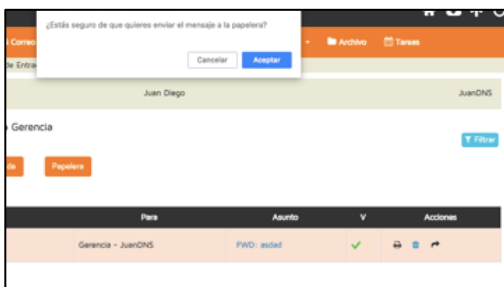 ¿Estás seguro de que quieres enviar el mensaje a la papelera?
Cancelar Aceptar
Correo Archivo Tareas
de Entra
Juan Diego JuanDNS
Gerencia
Filtrar
de Papelera
Para Asunto V Acciones
Gerencia - JuanDNS FWD: asdad